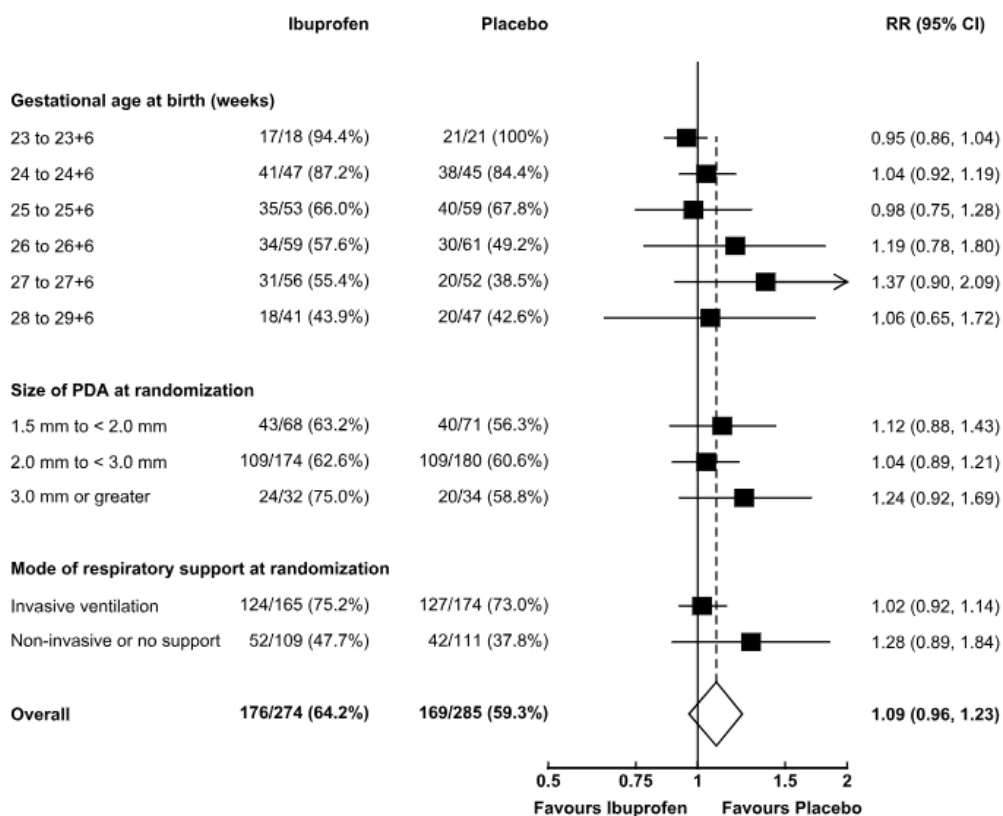 Ibuprofen Placebo RR (95% CI)
Gestational age at birth (weeks)
23 to 23+6 17/18 (94.4%) 21/21 (100%) 0.95 (0.86, 1.04)
24 to 24+6 41/47 (87.2%) 38/45 (84.4%) 1.04 (0.92, 1.19)
25 to 25+6 35/53 (66.0%) 40/59 (67.8%) 0.98 (0.75, 1.28)
26 to 26+6 34/59 (57.6%) 30/61 (49.2%) 1.19 (0.78, 1.80)
27 to 27+6 31/56 (55.4%) 20/52 (38.5%) 1.37 (0.90, 2.09)
28 to 29+6 18/41 (43.9%) 20/47 (42.6%) 1.06 (0.65, 1.72)
Size of PDA at randomization
1.5 mm to < 2.0 mm 43/68 (63.2%) 40/71 (56.3%) 1.12 (0.88, 1.43)
2.0 mm to < 3.0 mm 109/174 (62.6%) 109/180 (60.6%) 1.04 (0.89, 1.21)
3.0 mm or greater 24/32 (75.0%) 20/34 (58.8%) 1.24 (0.92, 1.69)
Mode of respiratory support at randomization
Invasive ventilation 124/165 (75.2%) 127/174 (73.0%) 1.02 (0.92, 1.14)
Non-invasive or no support 52/109 (47.7%) 42/111 (37.8%) 1.28 (0.89, 1.84)
Overall 176/274 (64.2%) 169/285 (59.3%) 1.09 (0.96, 1.23)
0.5 0.75 1 1.5 2
Favours Ibuprofen Favours Placebo